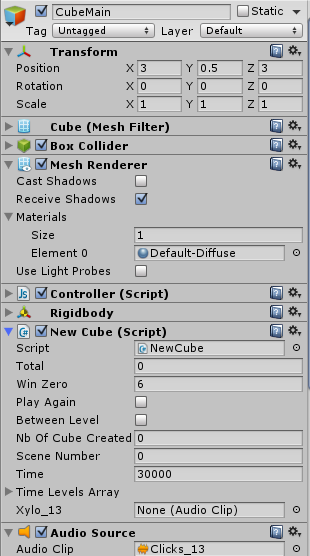 CubeMain Static
Tag Untagged Layer Default
Transform
Position X 3 Y 0.5 Z 3
Rotation X 0 Y 0 Z 0
Scale X 1 Y 1 Z 1
Cube (Mesh Filter)
Box Collider
Mesh Renderer
Cast Shadows
Receive Shadows
Materials
Size 1
Element 0 Default-Diffuse
Use Light Probes
Js Controller (Script)
Rigidbody
C# New Cube (Script)
Script NewCube
Total 0
Win Zero 6
Play Again
Between Level
Nb Of Cube Created 0
Scene Number 0
Time 30000
Time Levels Array
Xylo_13 None (Audio Clip)
Audio Source
Audio Clip Clicks_13